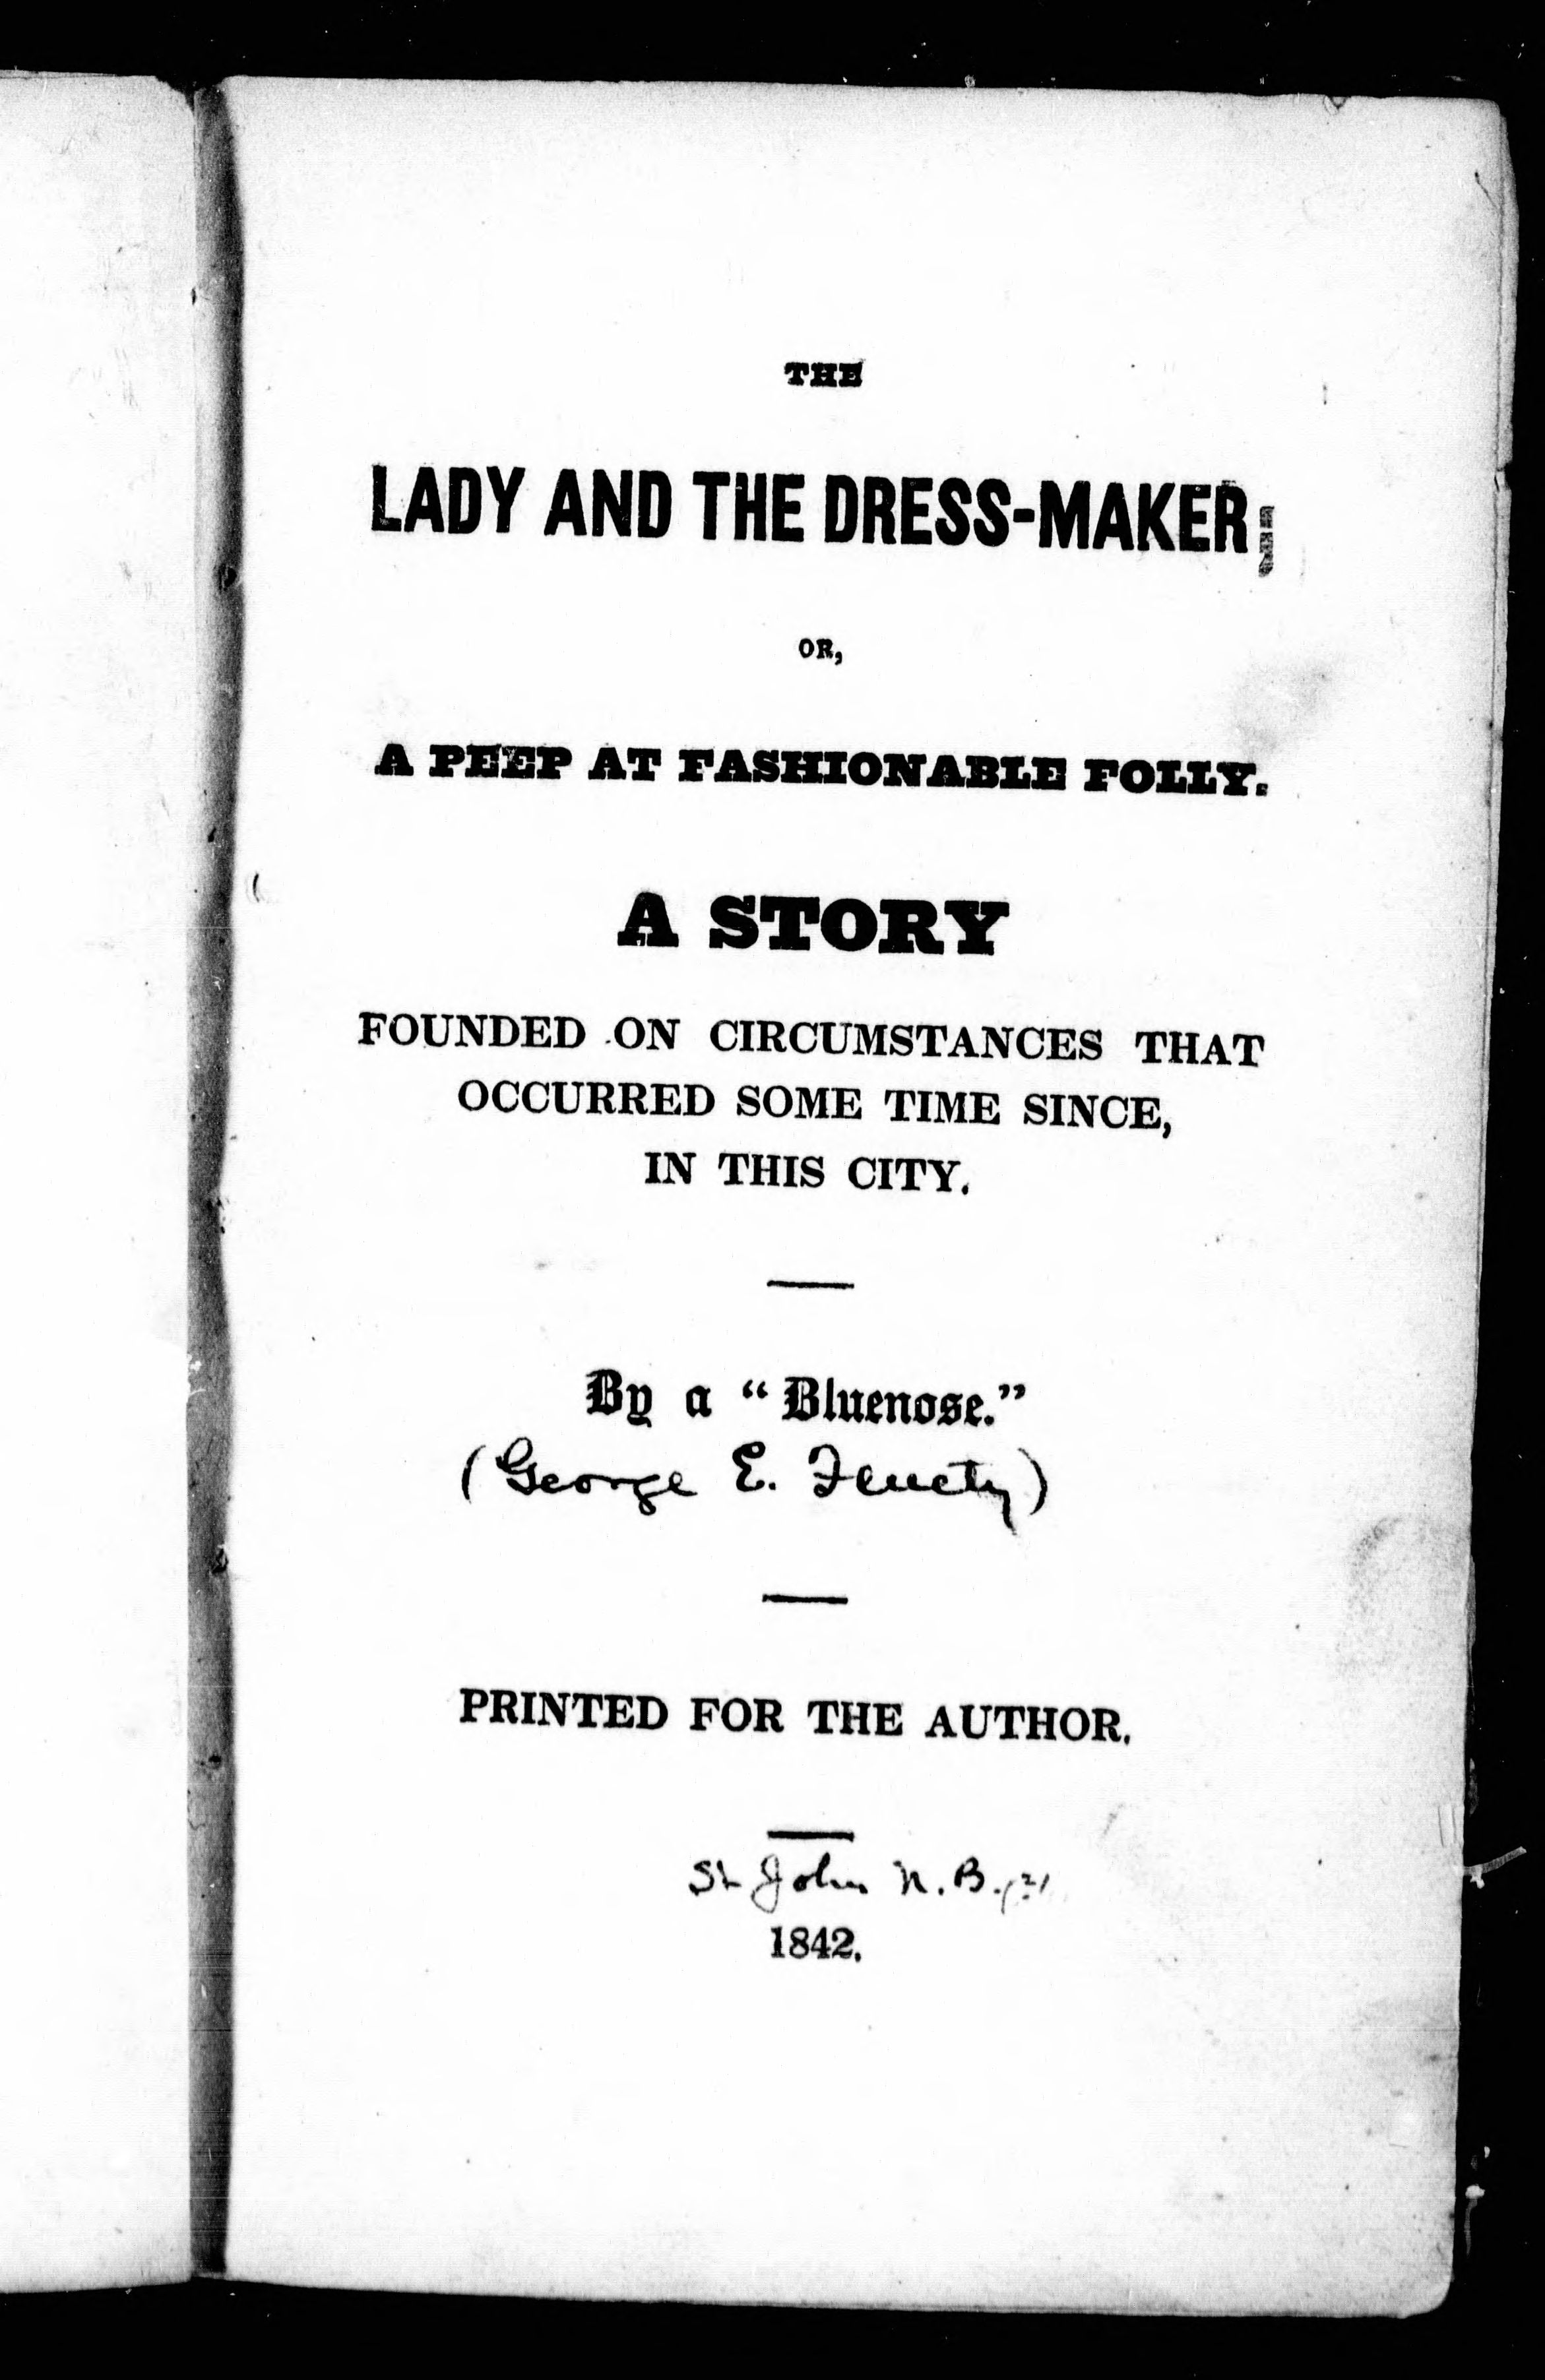 THE
LADY AND THE DRESS-MAKER;
OR,
A PEEP AT FASHIONABLE FOLLY.
A STORY
FOUNDED ON CIRCUMSTANCES THAT
OCCURRED SOME TIME SINCE,
IN THIS CITY.
By a “Bluenose.”
(George E. Fenety)
PRINTED FOR THE AUTHOR.
St John N.B.
1842.